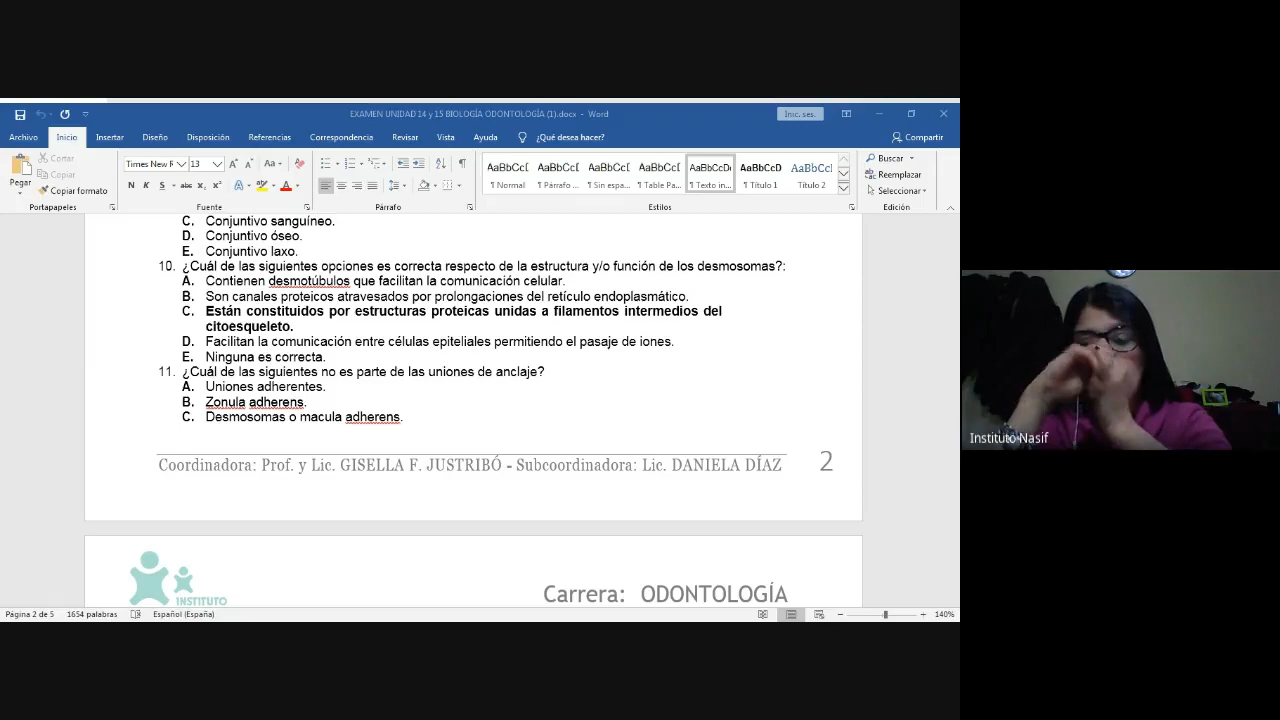 EXAMEN UNIDAD 14 y 15 BIOLOGÍA ODONTOLOGÍA (1).docx - Word
Inic. ses.
Archivo Inicio Insertar Diseño Disposición Referencias Correspondencia Revisar Vista Ayuda ¿Qué desea hacer? Compartir
Pegar
Cortar
Copiar
Copiar formato
Times New F 13
N K S abc x₂ x²
AaBbCcD AaBbCcD AaBbCcD AaBbCcD AaBbCcDc AaBbCcD AaBbCcI
¶ Normal ¶ Párrafo ... ¶ Sin espa... ¶ Table Pa... ¶ Texto in... ¶ Título 1 Título 2
Buscar
Reemplazar
Seleccionar
Portapapeles Fuente Párrafo Estilos Edición
C. Conjuntivo sanguíneo.
D. Conjuntivo óseo.
E. Conjuntivo laxo.
10. ¿Cuál de las siguientes opciones es correcta respecto de la estructura y/o función de los desmosomas?:
A. Contienen desmotúbulos que facilitan la comunicación celular.
B. Son canales proteicos atravesados por prolongaciones del retículo endoplasmático.
C. Están constituidos por estructuras proteicas unidas a filamentos intermedios del
citoesqueleto.
D. Facilitan la comunicación entre células epiteliales permitiendo el pasaje de iones.
E. Ninguna es correcta.
11. ¿Cuál de las siguientes no es parte de las uniones de anclaje?
A. Uniones adherentes.
B. Zonula adherens.
C. Desmosomas o macula adherens.
Coordinadora: Prof. y Lic. GISELLA F. JUSTRIBÓ - Subcoordinadora: Lic. DANIELA DÍAZ 2
INSTITUTO
Carrera: ODONTOLOGÍA
Página 2 de 5 1654 palabras Español (España) 140%
Instituto Nasif